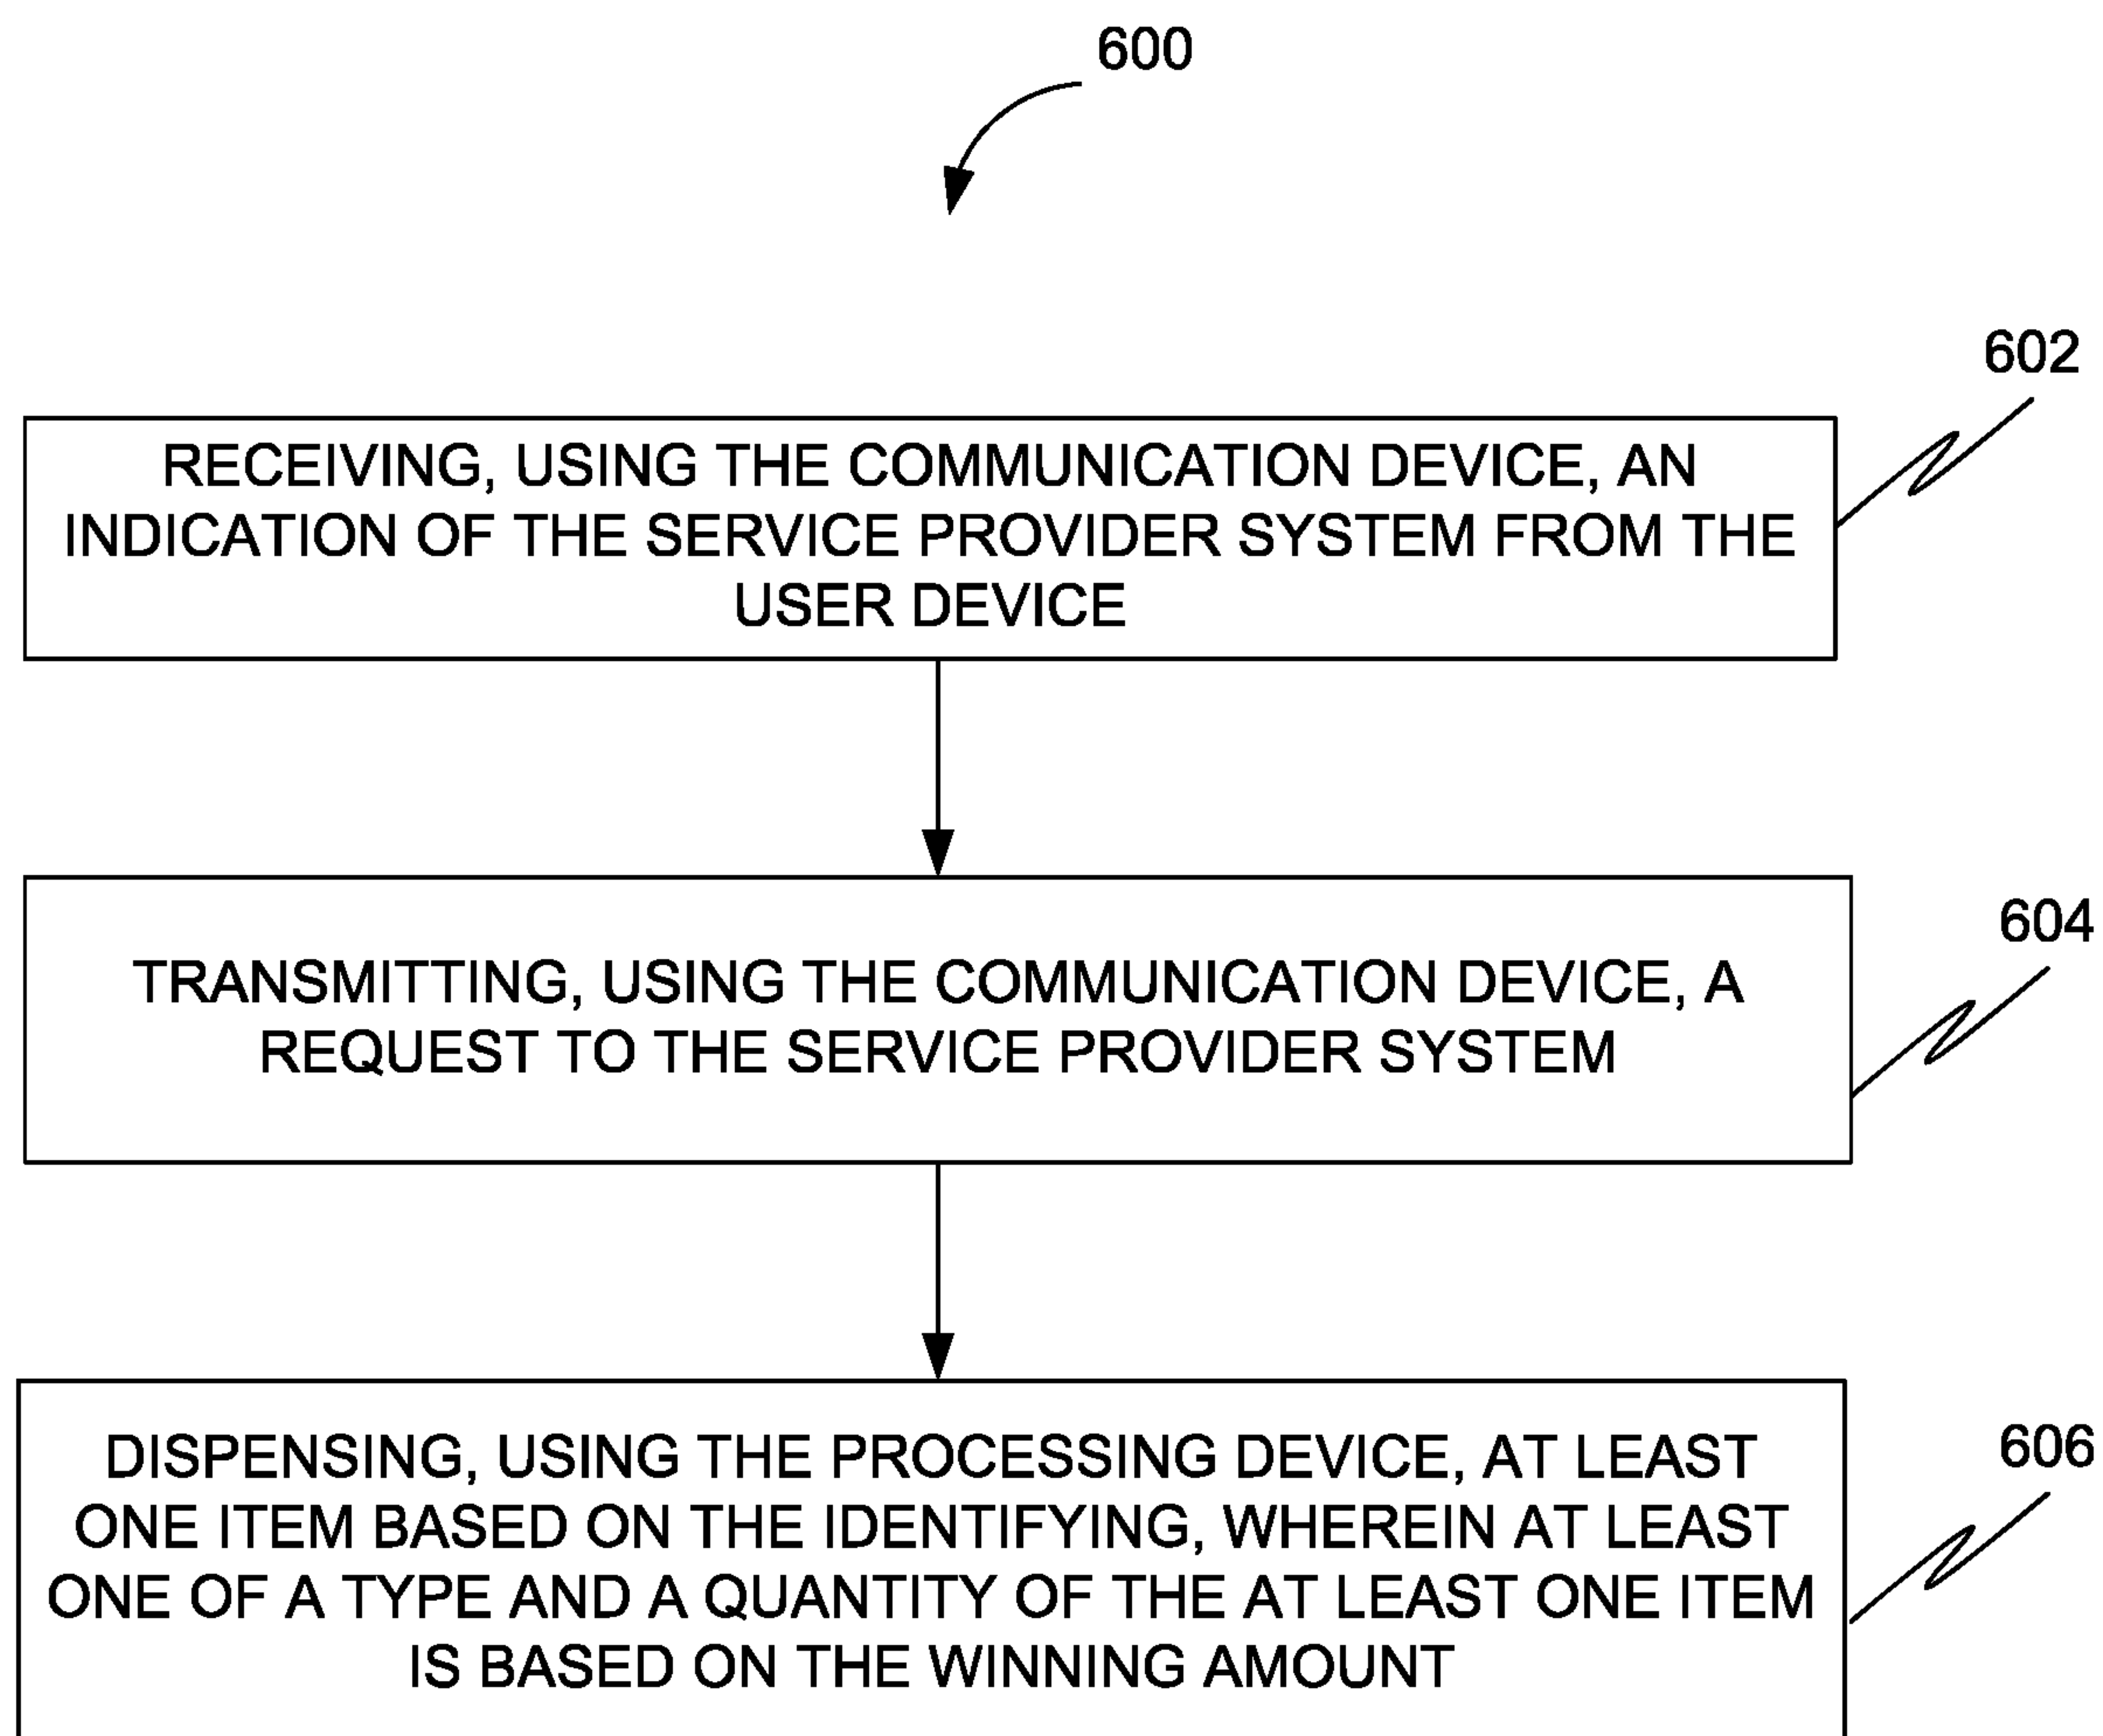 600
602
RECEIVING, USING THE COMMUNICATION DEVICE, AN
INDICATION OF THE SERVICE PROVIDER SYSTEM FROM THE
USER DEVICE
604
TRANSMITTING, USING THE COMMUNICATION DEVICE, A
REQUEST TO THE SERVICE PROVIDER SYSTEM
606
DISPENSING, USING THE PROCESSING DEVICE, AT LEAST
ONE ITEM BASED ON THE IDENTIFYING, WHEREIN AT LEAST
ONE OF A TYPE AND A QUANTITY OF THE AT LEAST ONE ITEM
IS BASED ON THE WINNING AMOUNT